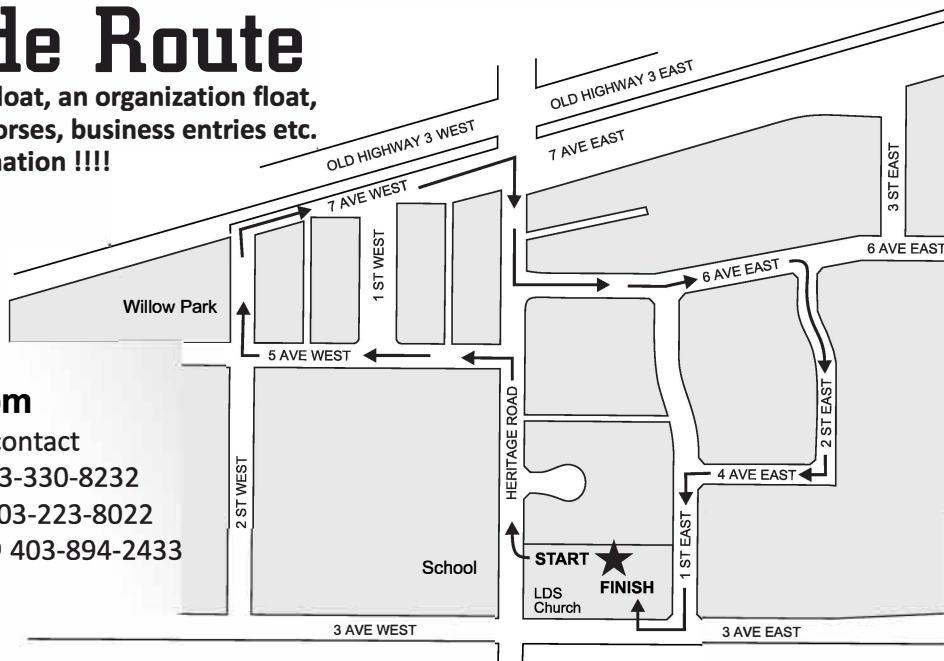 de Route
loat, an organization float,
orses, business entries etc.
nation !!!!
OLD HIGHWAY 3 EAST
OLD HIGHWAY 3 WEST
7 AVE EAST
7 AVE WEST
3 ST EAST
6 AVE EAST
6 AVE EAST
1 ST WEST
Willow Park
5 AVE WEST
om
contact
3-330-8232
03-223-8022
403-894-2433
HERITAGE ROAD
2 ST EAST
4 AVE EAST
2 ST WEST
1 ST EAST
START
School
FINISH
LDS
Church
3 AVE WEST
3 AVE EAST